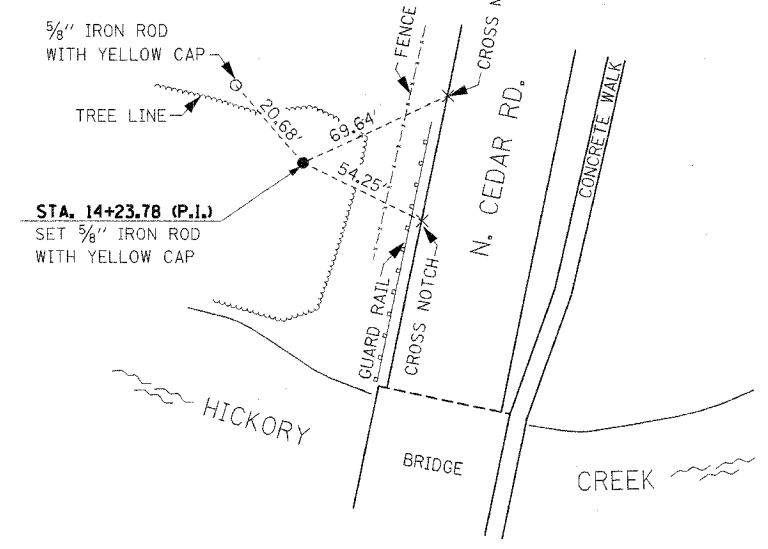 5/8" IRON ROD
WITH YELLOW CAP
TREE LINE
20.68'
69.64'
54.25'
STA. 14+23.78 (P.I.)
SET 5/8" IRON ROD
WITH YELLOW CAP
FENCE
CROSS
N. CEDAR RD.
CONCRETE WALK
GUARD RAIL
CROSS NOTCH
HICKORY
BRIDGE
CREEK